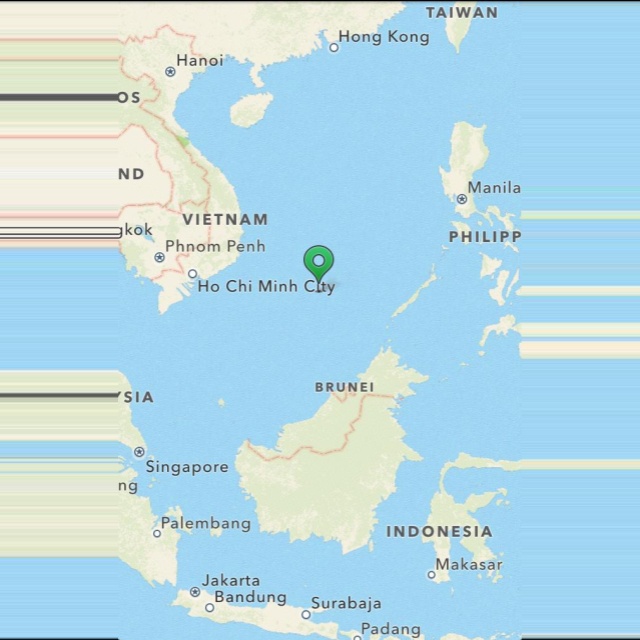 TAIWAN
Hong Kong
Hanoi
OS
ND
Manila
VIETNAM
gkok
PHILIPP
Phnom Penh
Ho Chi Minh City
BRUNEI
YSIA
Singapore
ng
Palembang
INDONESIA
Makasar
Jakarta
Bandung
Surabaja
Padang